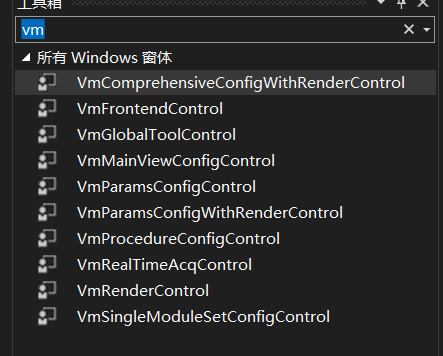 工具箱
vm
所有 Windows 窗体
VmComprehensiveConfigWithRenderControl
VmFrontendControl
VmGlobalToolControl
VmMainViewConfigControl
VmParamsConfigControl
VmParamsConfigWithRenderControl
VmProcedureConfigControl
VmRealTimeAcqControl
VmRenderControl
VmSingleModuleSetConfigControl